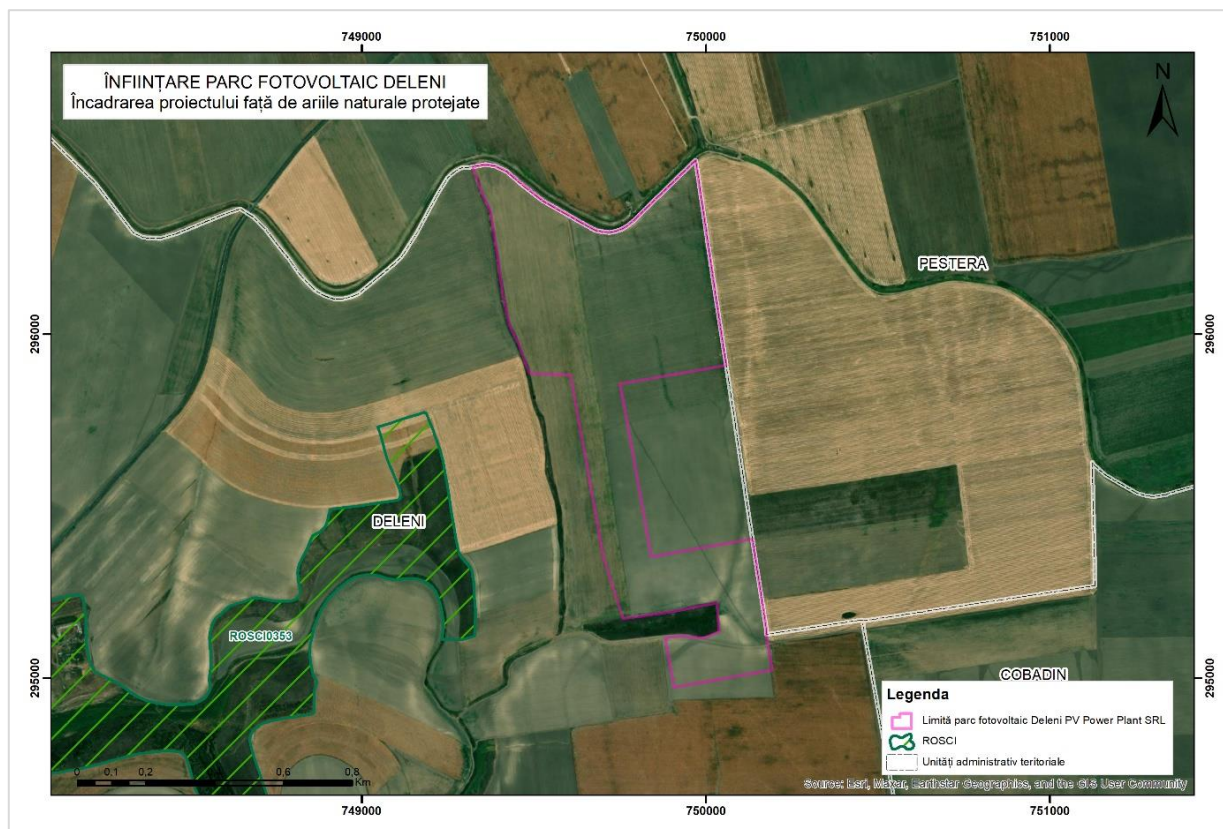 749000
750000
751000
ÎNFIINȚARE PARC FOTOVOLTAIC DELENI
Încadrarea proiectului față de ariile naturale protejate
N
PESTERA
296000
296000
DELENI
ROSCI0353
295000
295000
COBADIN
Legenda
Limită parc fotovoltaic Deleni PV Power Plant SRL
ROSCI
Unități administrativ teritoriale
0 0,1 0,2 0,4 0,6 0,8
Km
Source: Esri, Maxar, Earthstar Geographics, and the GIS User Community
749000
750000
751000